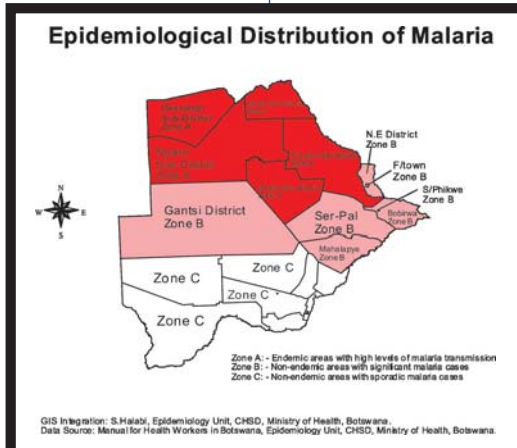 Epidemiological Distribution of Malaria
Zone A
N.E District
Zone B
F/town
Zone B
S/Phikwe
Zone B
Gantsi District
Zone B
Ser-Pal
Zone B
Bobirwa
Zone B
Mahalapye
Zone B
N
W
E
S
Zone C
Zone C
Zone C
Zone C
Zone A: - Endemic areas with high levels of malaria transmission
Zone B: - Non-endemic areas with significant malaria cases
Zone C: - Non-endemic areas with sporadic malaria cases
GIS Integration: S.Halabi, Epidemiology Unit, CHSD, Ministry of Health, Botswana.
Data Source: Manual for Health Workers in Botswana, Epidemiology Unit, CHSD, Ministry of Health, Botswana.